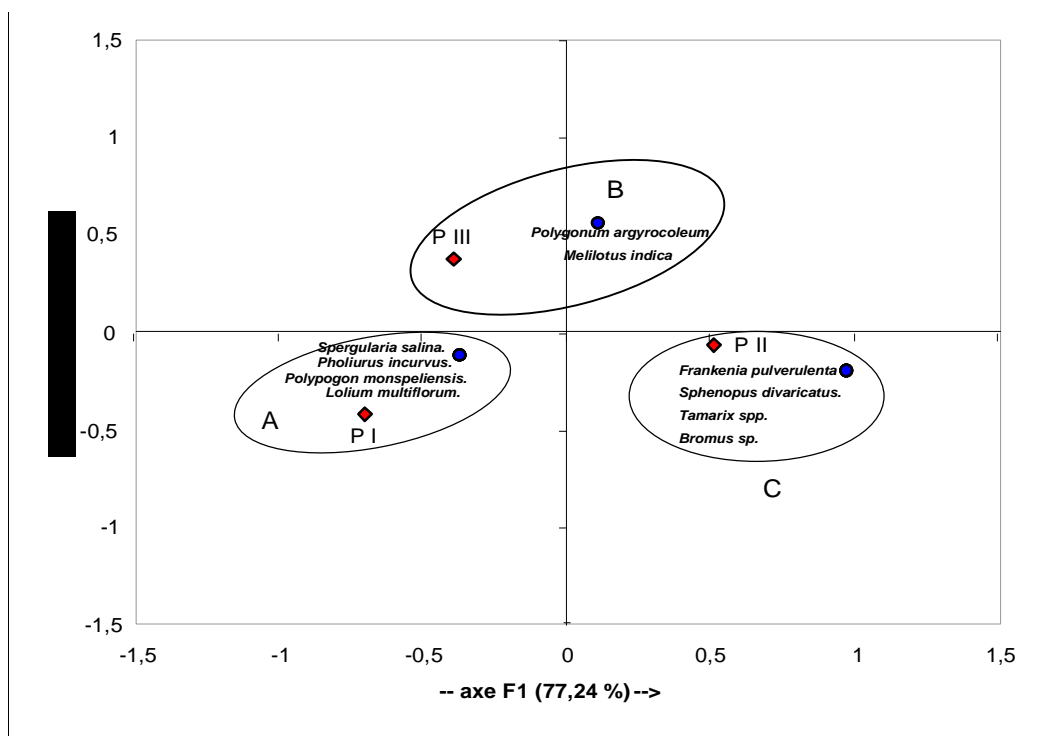 1,5
1
0,5
0
-0,5
-1
-1,5
B
Polygonum argyrocoleum
Melilotus indica
P III
Spergularia salina.
Pholiurus incurvus.
Polypogon monspeliensis.
Lolium multiflorum.
A
P I
P II
Frankenia pulverulenta
Sphenopus divaricatus.
Tamarix spp.
Bromus sp.
C
-1,5 -1 -0,5 0 0,5 1 1,5
-- axe F1 (77,24 %) -->